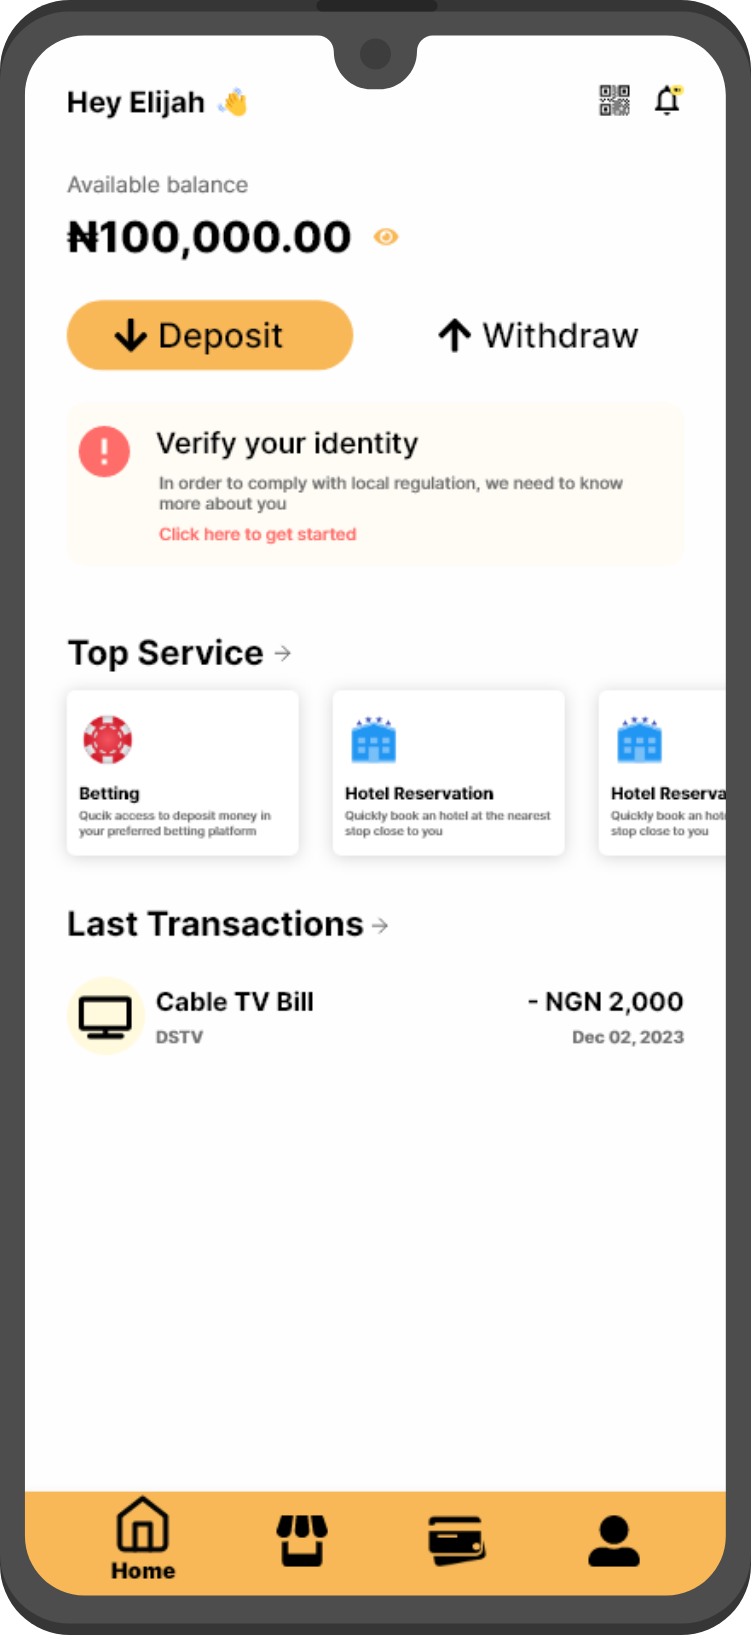 Hey Elijah 👋
Available balance
₦100,000.00
Deposit
Withdraw
Verify your identity
In order to comply with local regulation, we need to know
more about you
Click here to get started
Top Service
Betting
Qucik access to deposit money in
your preferred betting platform
Hotel Reservation
Quickly book an hotel at the nearest
stop close to you
Hotel Reserva
Quickly book an hot
stop close to you
Last Transactions
Cable TV Bill
- NGN 2,000
DSTV
Dec 02, 2023
Home